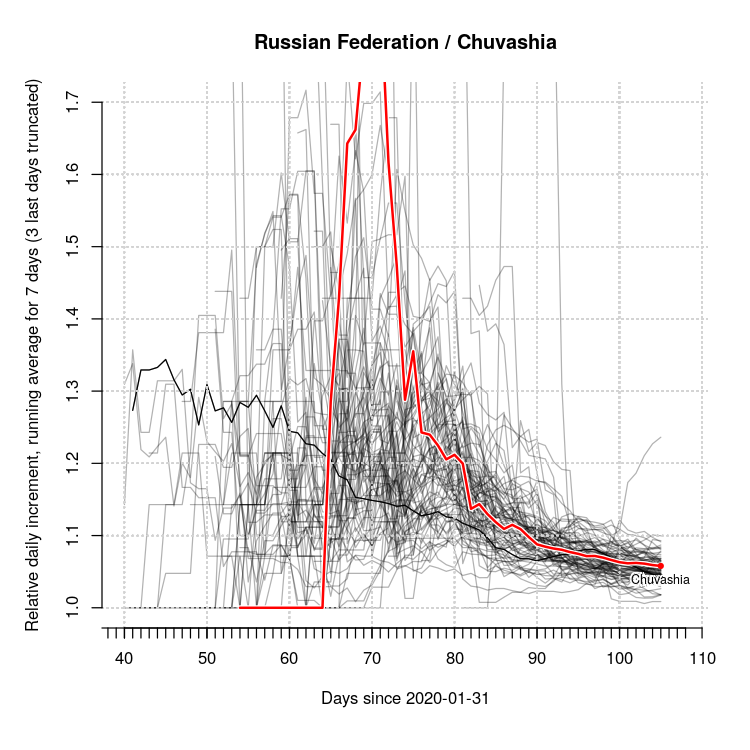 Russian Federation / Chuvashia
Relative daily increment, running average for 7 days (3 last days truncated)
1.7
1.6
1.5
1.4
1.3
1.2
1.1
1.0
Chuvashia
40 50 60 70 80 90 100 110
Days since 2020-01-31